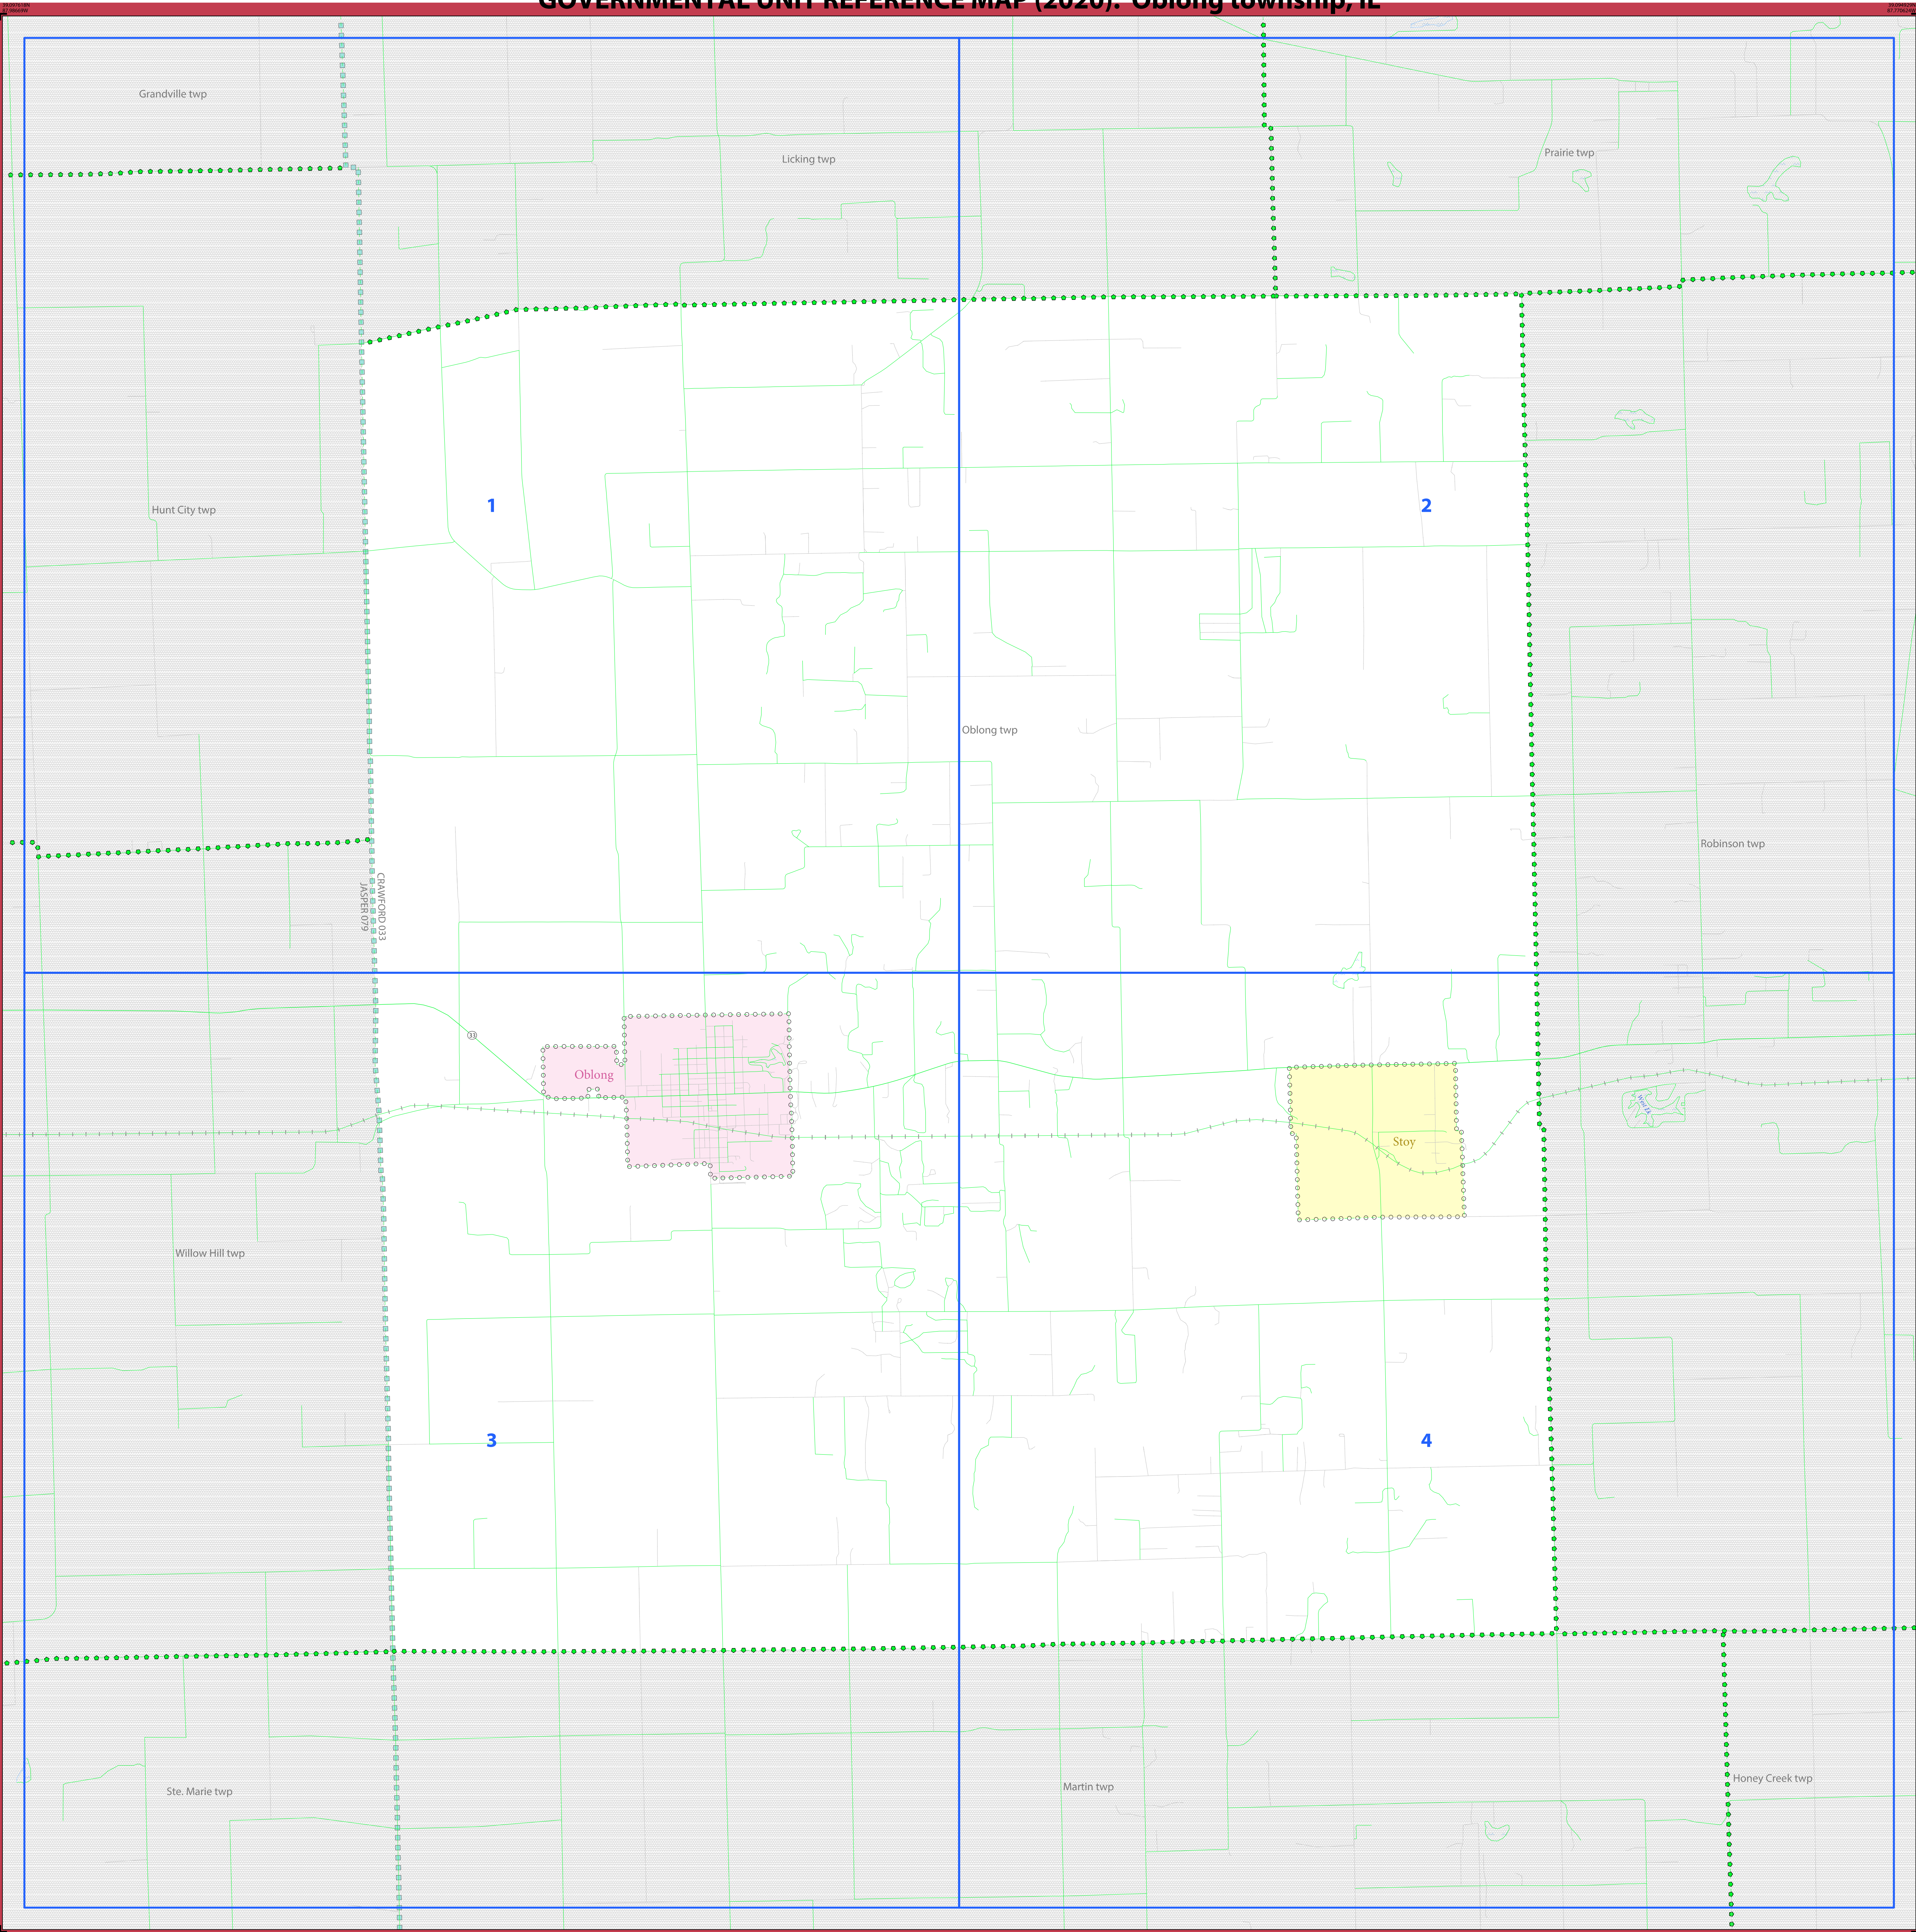 GOVERNMENTAL UNIT REFERENCE MAP (2020): Oblong township, IL
Grandville twp
Licking twp
Prairie twp
1
2
Hunt City twp
Oblong twp
Robinson twp
JASPER 079
CRAWFORD 033
33
Oblong
Stoy
West Lk
Willow Hill twp
3
4
Ste. Marie twp
Martin twp
Honey Creek twp